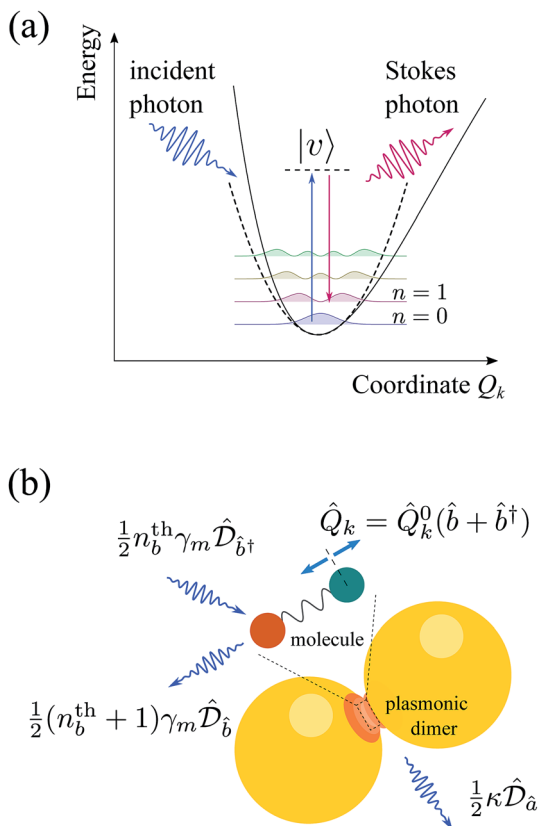 (a)
Energy
incident
photon
Stokes
photon
|v⟩
n = 1
n = 0
Coordinate Q_k
(b)
Q̂_k = Q̂_k^0(b̂ + b̂†)
½n_b^th γ_m D̂_b̂†
molecule
½(n_b^th + 1)γ_m D̂_b̂
plasmonic
dimer
½κD̂_â